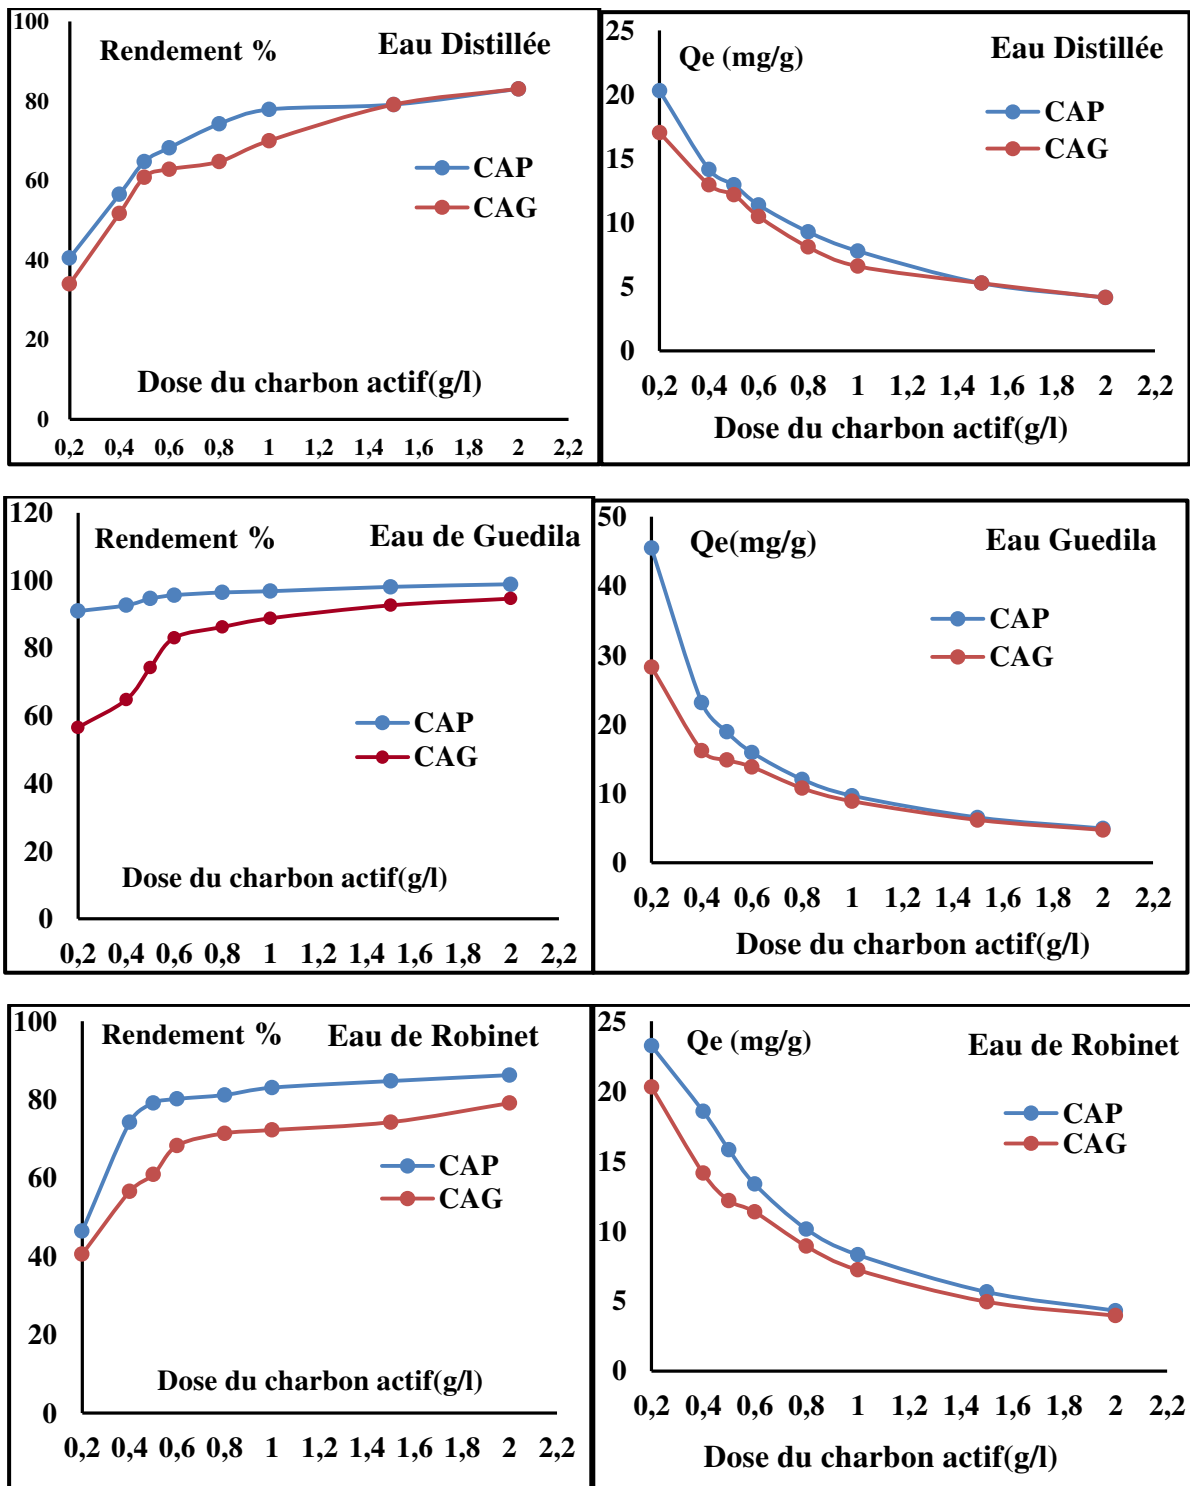 Rendement %
Eau Distillée
100
80
60
40
20
0
CAP
CAG
Dose du charbon actif(g/l)
0,2 0,4 0,6 0,8 1 1,2 1,4 1,6 1,8 2 2,2
Qe (mg/g)
Eau Distillée
25
20
15
10
5
0
CAP
CAG
0,2 0,4 0,6 0,8 1 1,2 1,4 1,6 1,8 2 2,2
Dose du charbon actif(g/l)
Rendement %
Eau de Guedila
120
100
80
60
40
20
0
CAP
CAG
Dose du charbon actif(g/l)
0,2 0,4 0,6 0,8 1 1,2 1,4 1,6 1,8 2 2,2
Qe(mg/g)
Eau Guedila
50
40
30
20
10
0
CAP
CAG
0,2 0,4 0,6 0,8 1 1,2 1,4 1,6 1,8 2 2,2
Dose du charbon actif(g/l)
Rendement %
Eau de Robinet
100
80
60
40
20
0
CAP
CAG
Dose du charbon actif(g/l)
0,2 0,4 0,6 0,8 1 1,2 1,4 1,6 1,8 2 2,2
Qe (mg/g)
Eau de Robinet
25
20
15
10
5
0
CAP
CAG
0,2 0,4 0,6 0,8 1 1,2 1,4 1,6 1,8 2 2,2
Dose du charbon actif(g/l)